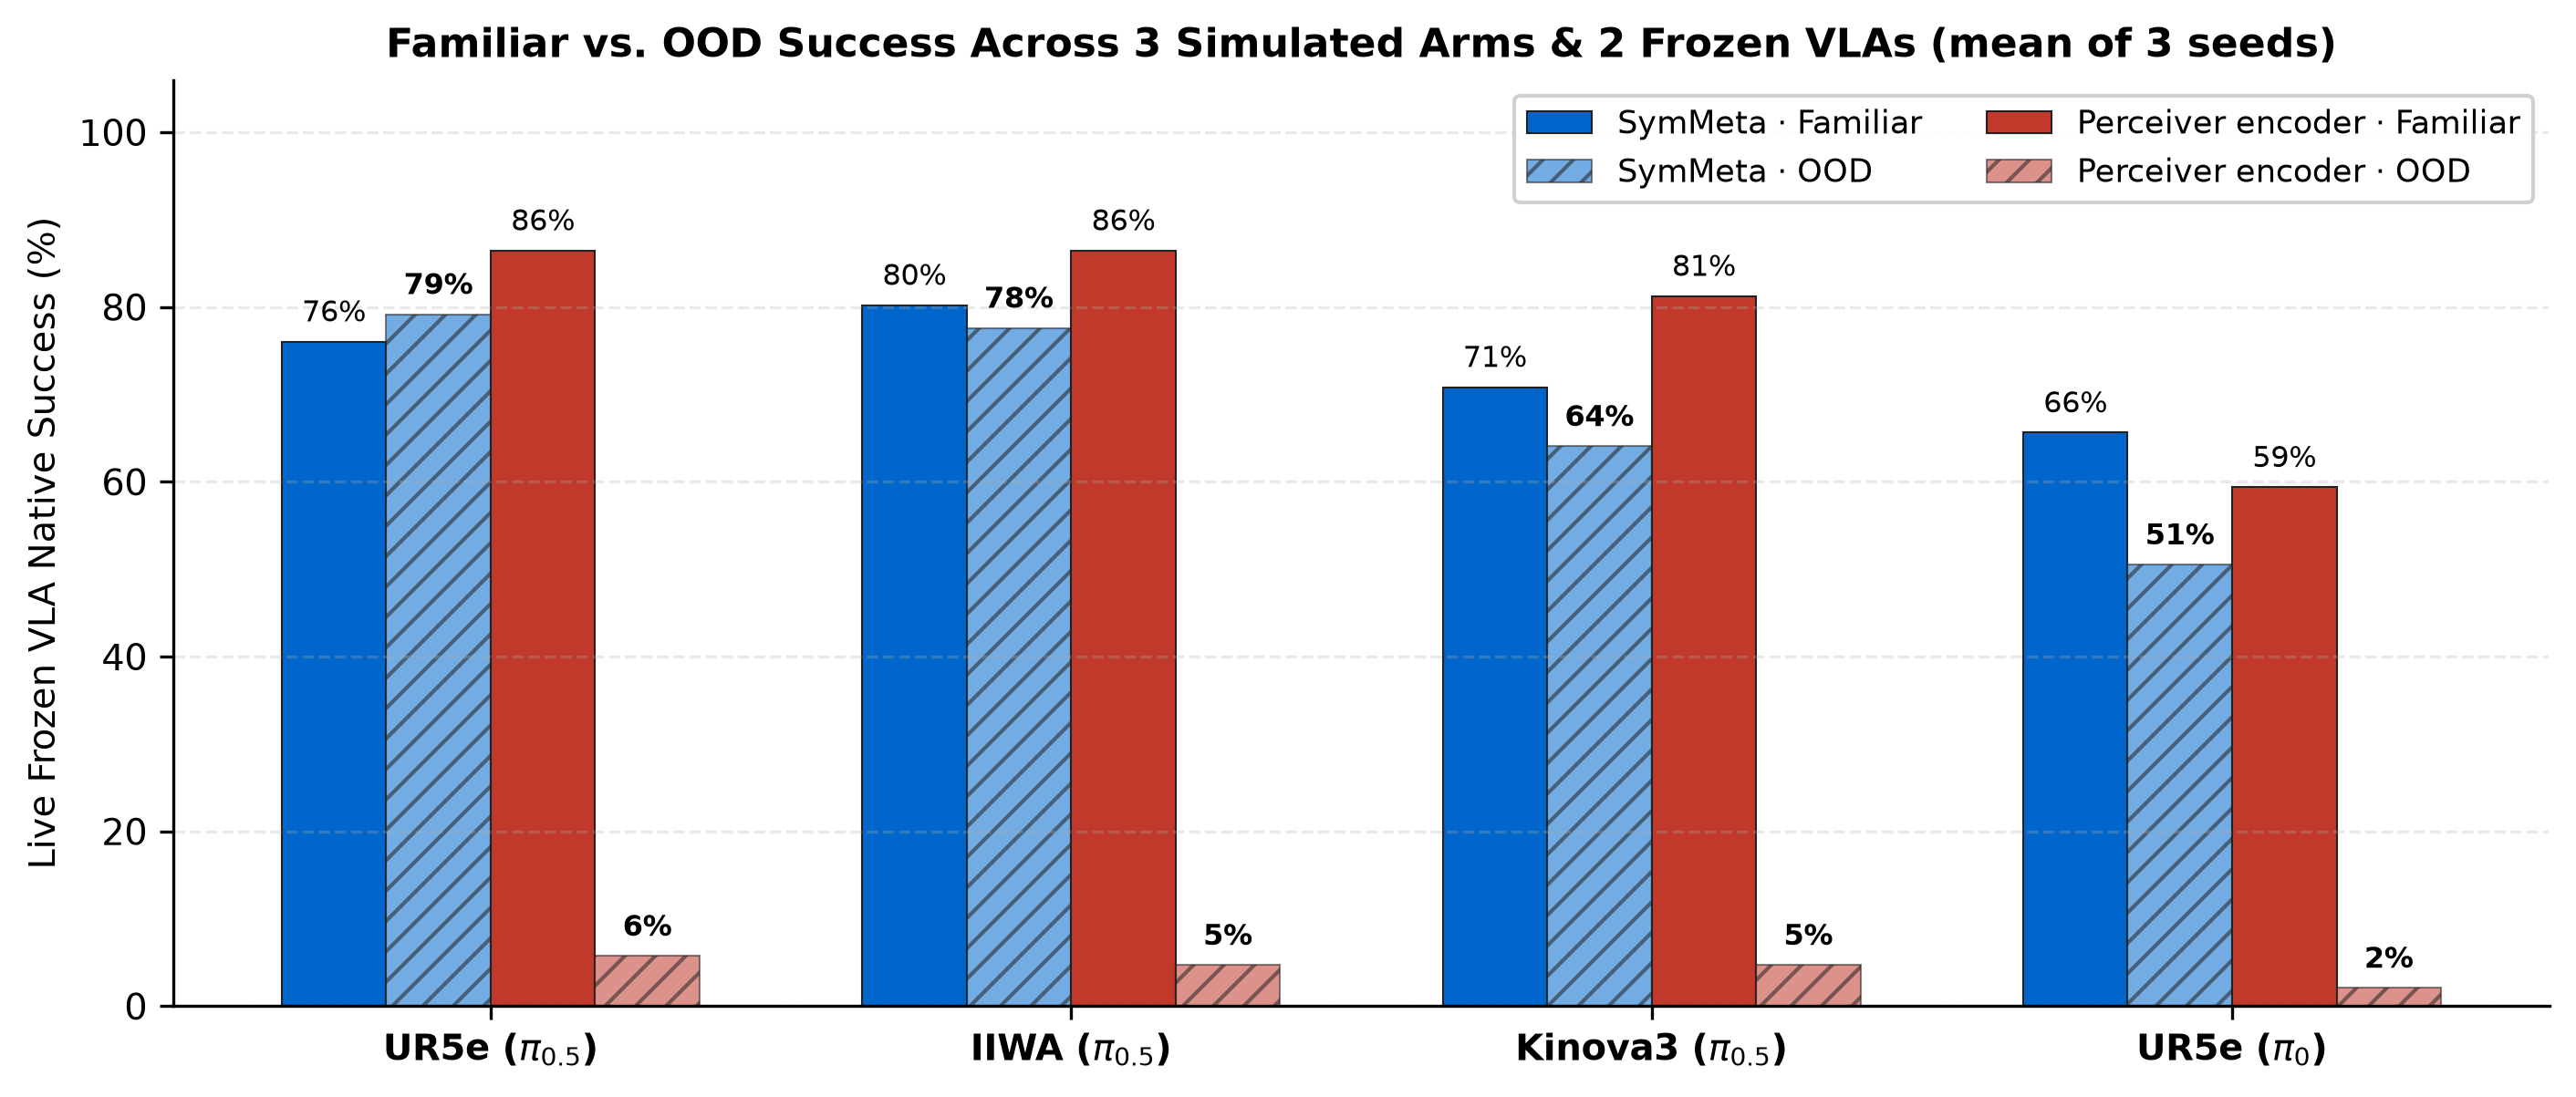 Familiar vs. OOD Success Across 3 Simulated Arms & 2 Frozen VLAs (mean of 3 seeds)
SymMeta · Familiar
SymMeta · OOD
Perceiver encoder · Familiar
Perceiver encoder · OOD
Live Frozen VLA Native Success (%)
100
80
60
40
20
0
76%
79%
86%
6%
80%
78%
86%
5%
71%
64%
81%
5%
66%
51%
59%
2%
UR5e (π0.5)
IIWA (π0.5)
Kinova3 (π0.5)
UR5e (π0)